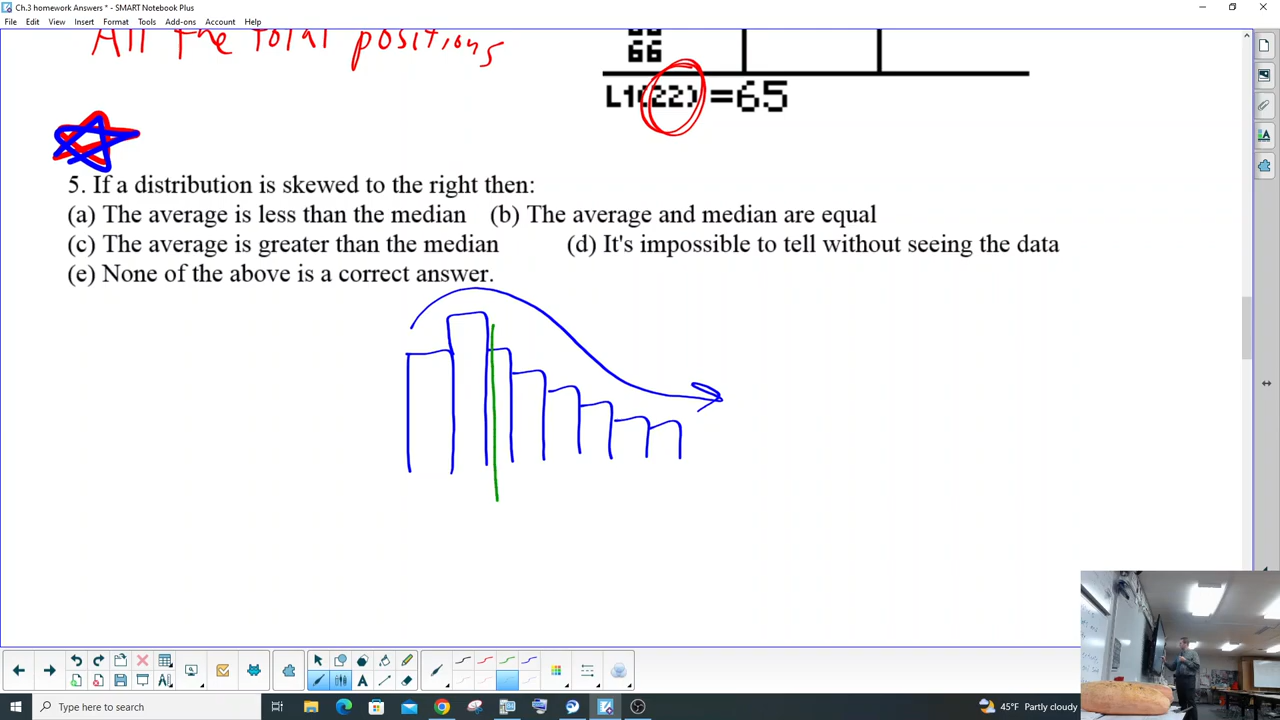 Ch.3 homework Answers * - SMART Notebook Plus
File Edit View Insert Format Tools Add-ons Account Help
All The Total positions
66
L1(22) =65
5. If a distribution is skewed to the right then:
(a) The average is less than the median (b) The average and median are equal
(c) The average is greater than the median (d) It's impossible to tell without seeing the data
(e) None of the above is a correct answer.
Type here to search
45°F Partly cloudy